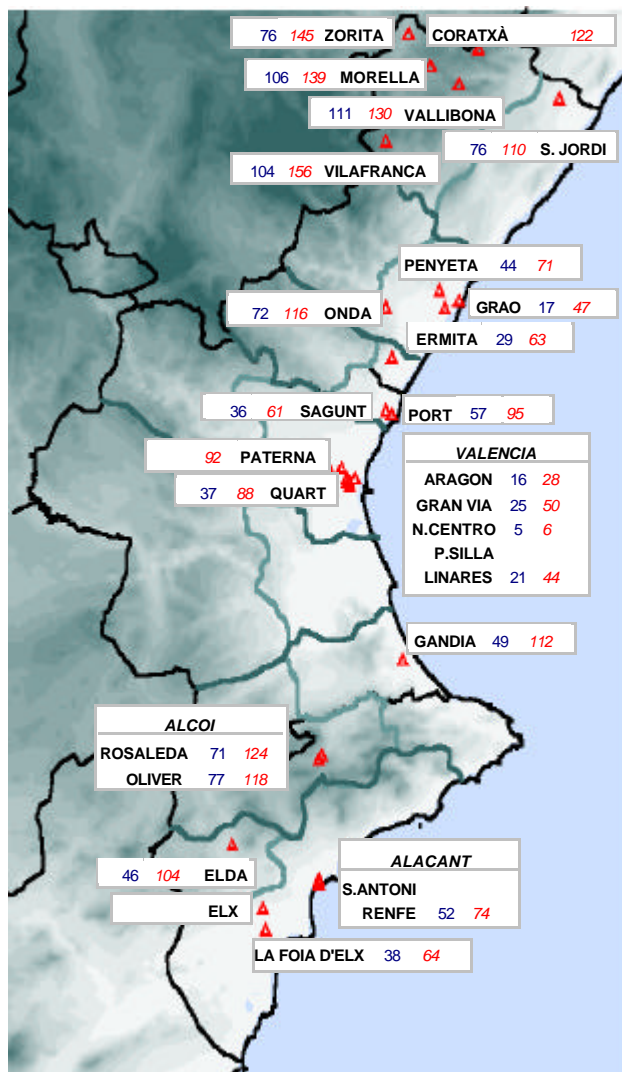 76 145 ZORITA
CORATXÀ 122
106 139 MORELLA
111 130 VALLIBONA
76 110 S. JORDI
104 156 VILAFRANCA
PENYETA 44 71
72 116 ONDA
GRAO 17 47
ERMITA 29 63
36 61 SAGUNT
PORT 57 95
92 PATERNA
37 88 QUART
VALENCIA
ARAGON 16 28
GRAN VIA 25 50
N.CENTRO 5 6
P.SILLA
LINARES 21 44
GANDIA 49 112
ALCOI
ROSALEDA 71 124
OLIVER 77 118
46 104 ELDA
ELX
ALACANT
S.ANTONI
RENFE 52 74
LA FOIA D'ELX 38 64